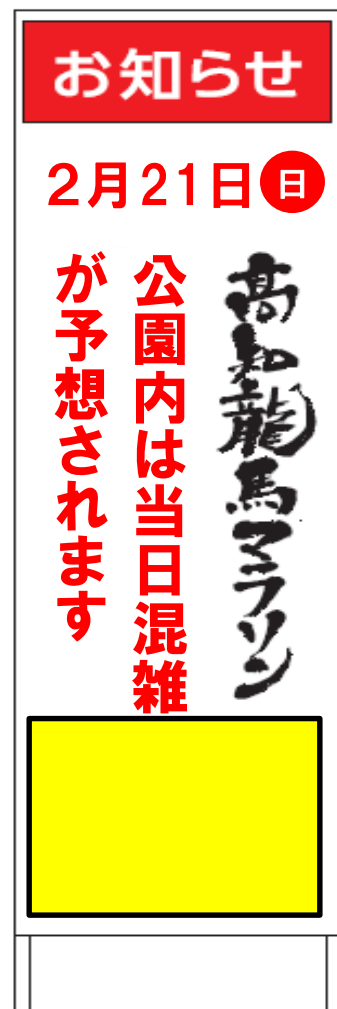 お知らせ
２月21日日
高知龍馬マラソン
公園内は当日混雑
が予想されます